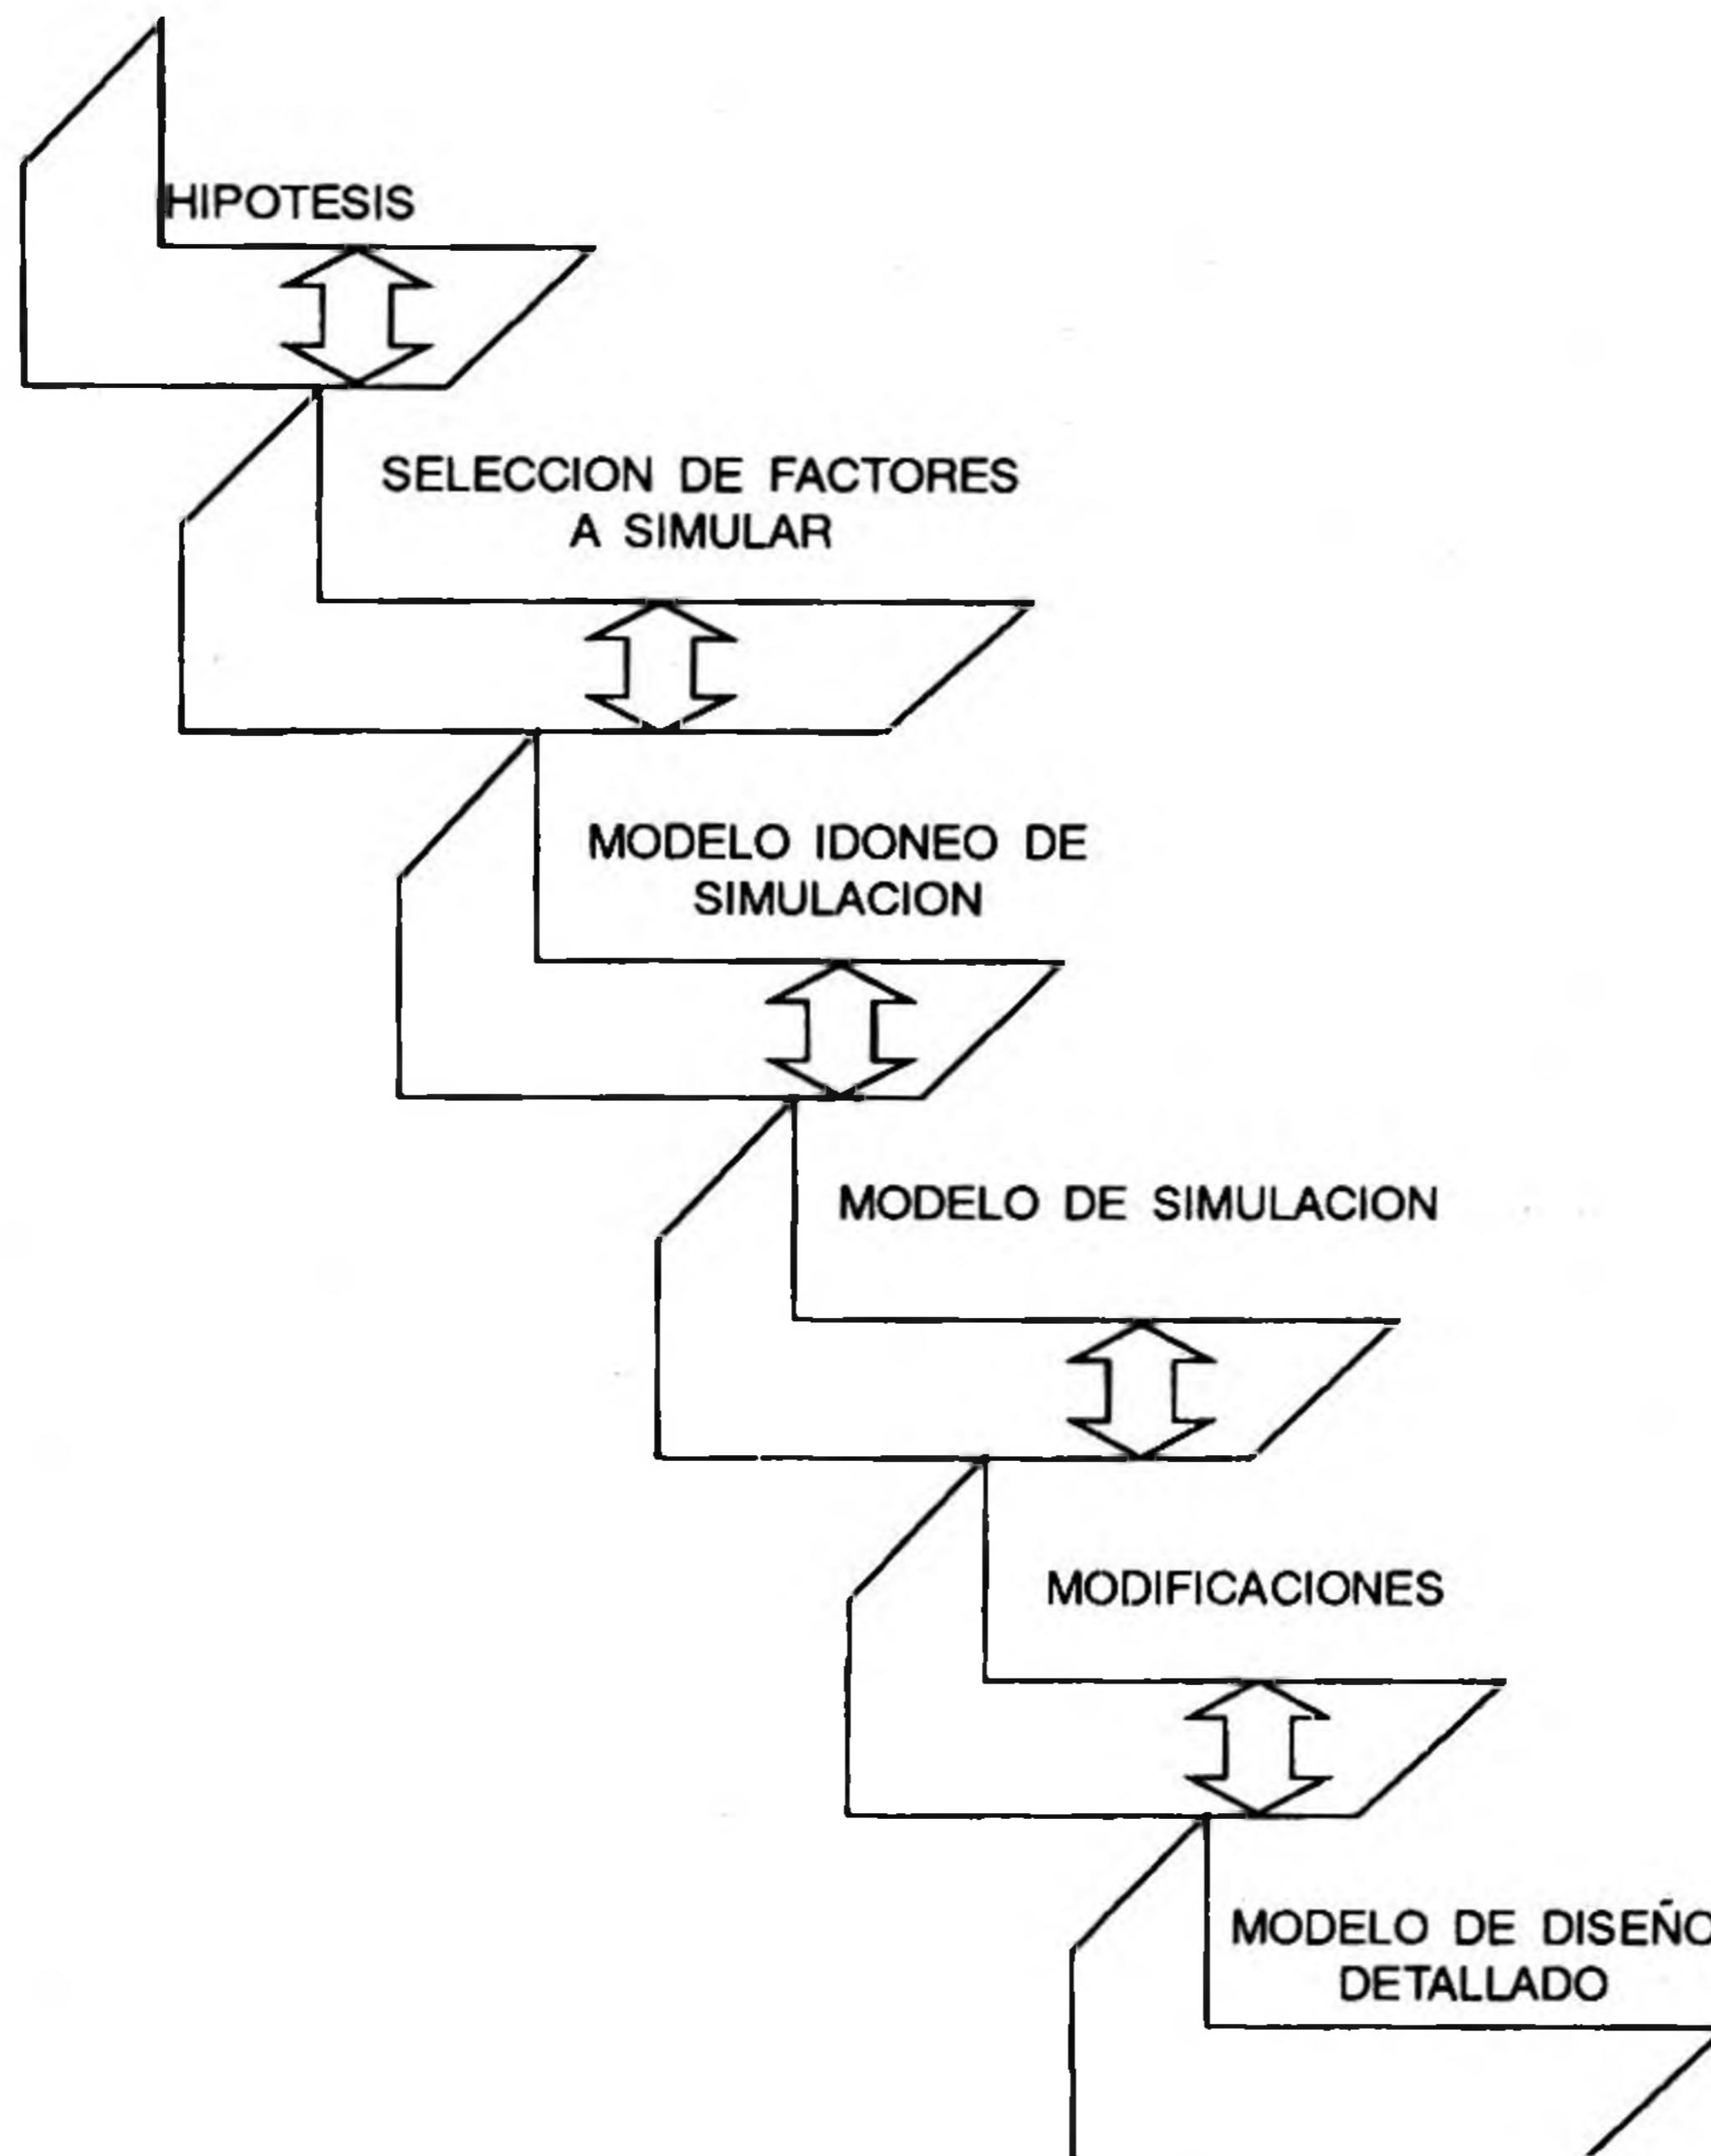 HIPOTESIS
SELECCION DE FACTORES
A SIMULAR
MODELO IDONEO DE
SIMULACION
MODELO DE SIMULACION
MODIFICACIONES
MODELO DE DISEÑO
DETALLADO